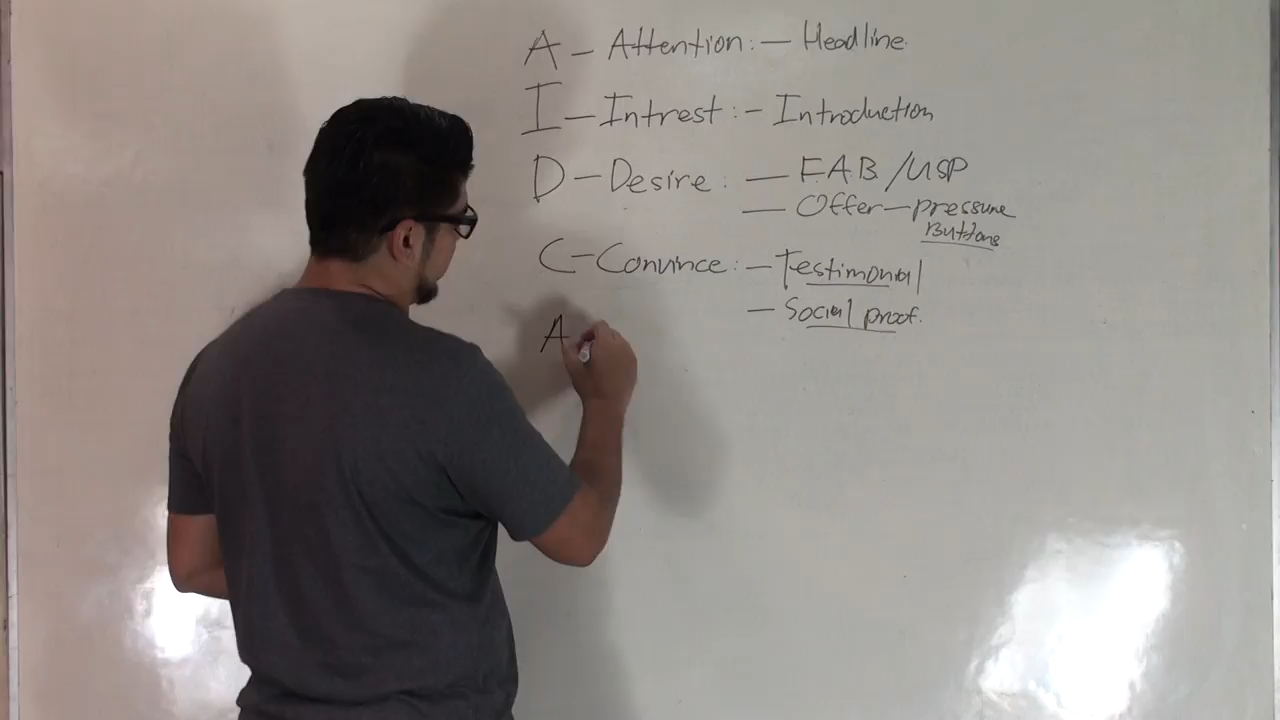 A - Attention: - Headline.
I - Intrest: - Introduction
D - Desire: - F.A.B. / USP
- Offer - pressure
Buttons
C - Convince: - Testimonial
- Social proof.
A